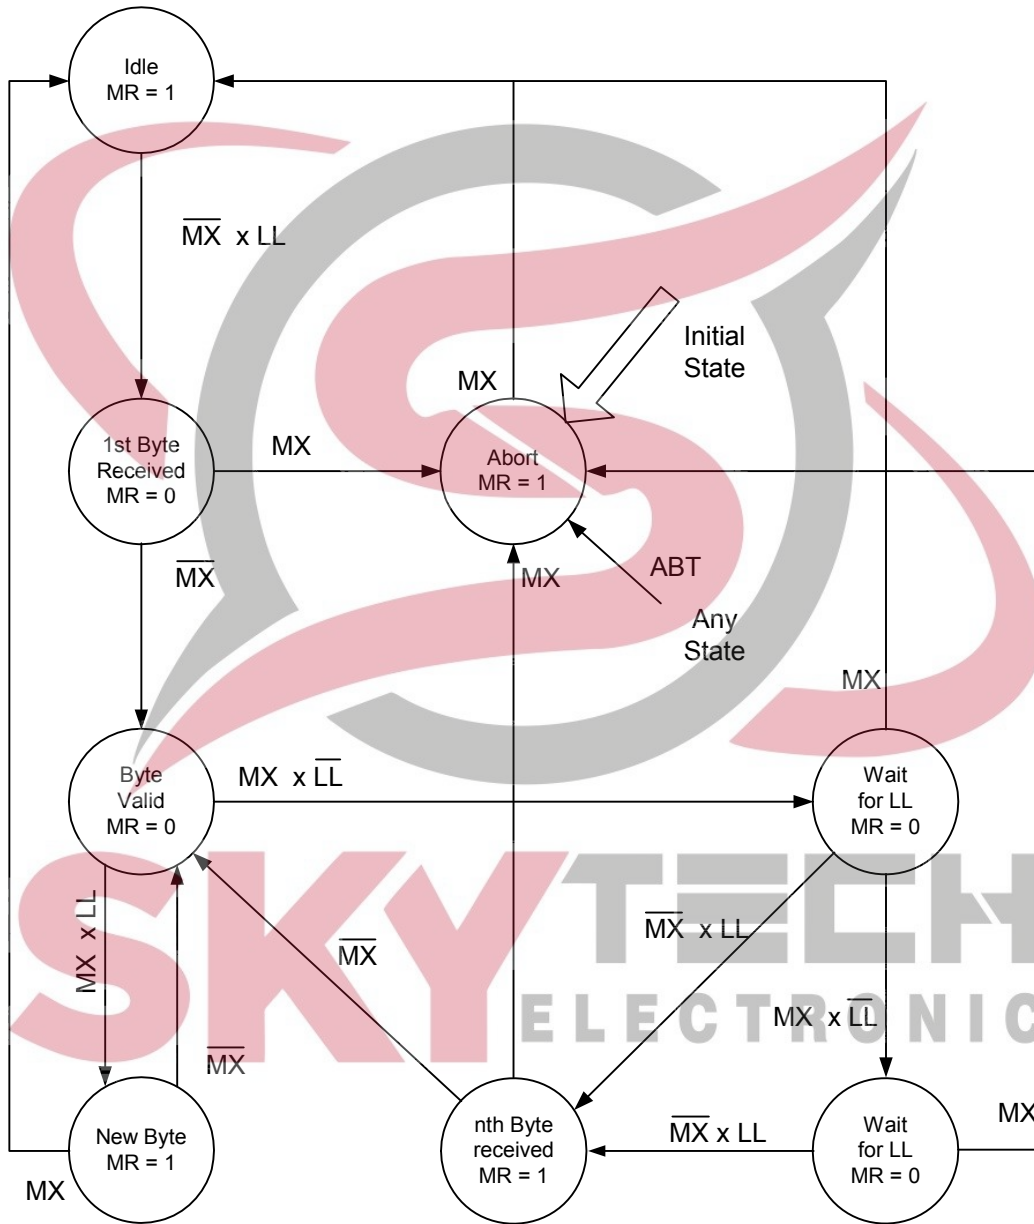 Idle
MR = 1
MX x LL
Initial
State
MX
1st Byte
Received
MR = 0
MX
Abort
MR = 1
MX
MX
ABT
Any
State
MX
Byte
Valid
MR = 0
MX x LL
Wait
for LL
MR = 0
MX x LL
MX
MX x LL
SKYTECH
ELECTRONIC
MX x LL
MX
New Byte
MR = 1
MX
nth Byte
received
MR = 1
MX x LL
Wait
for LL
MR = 0
MX